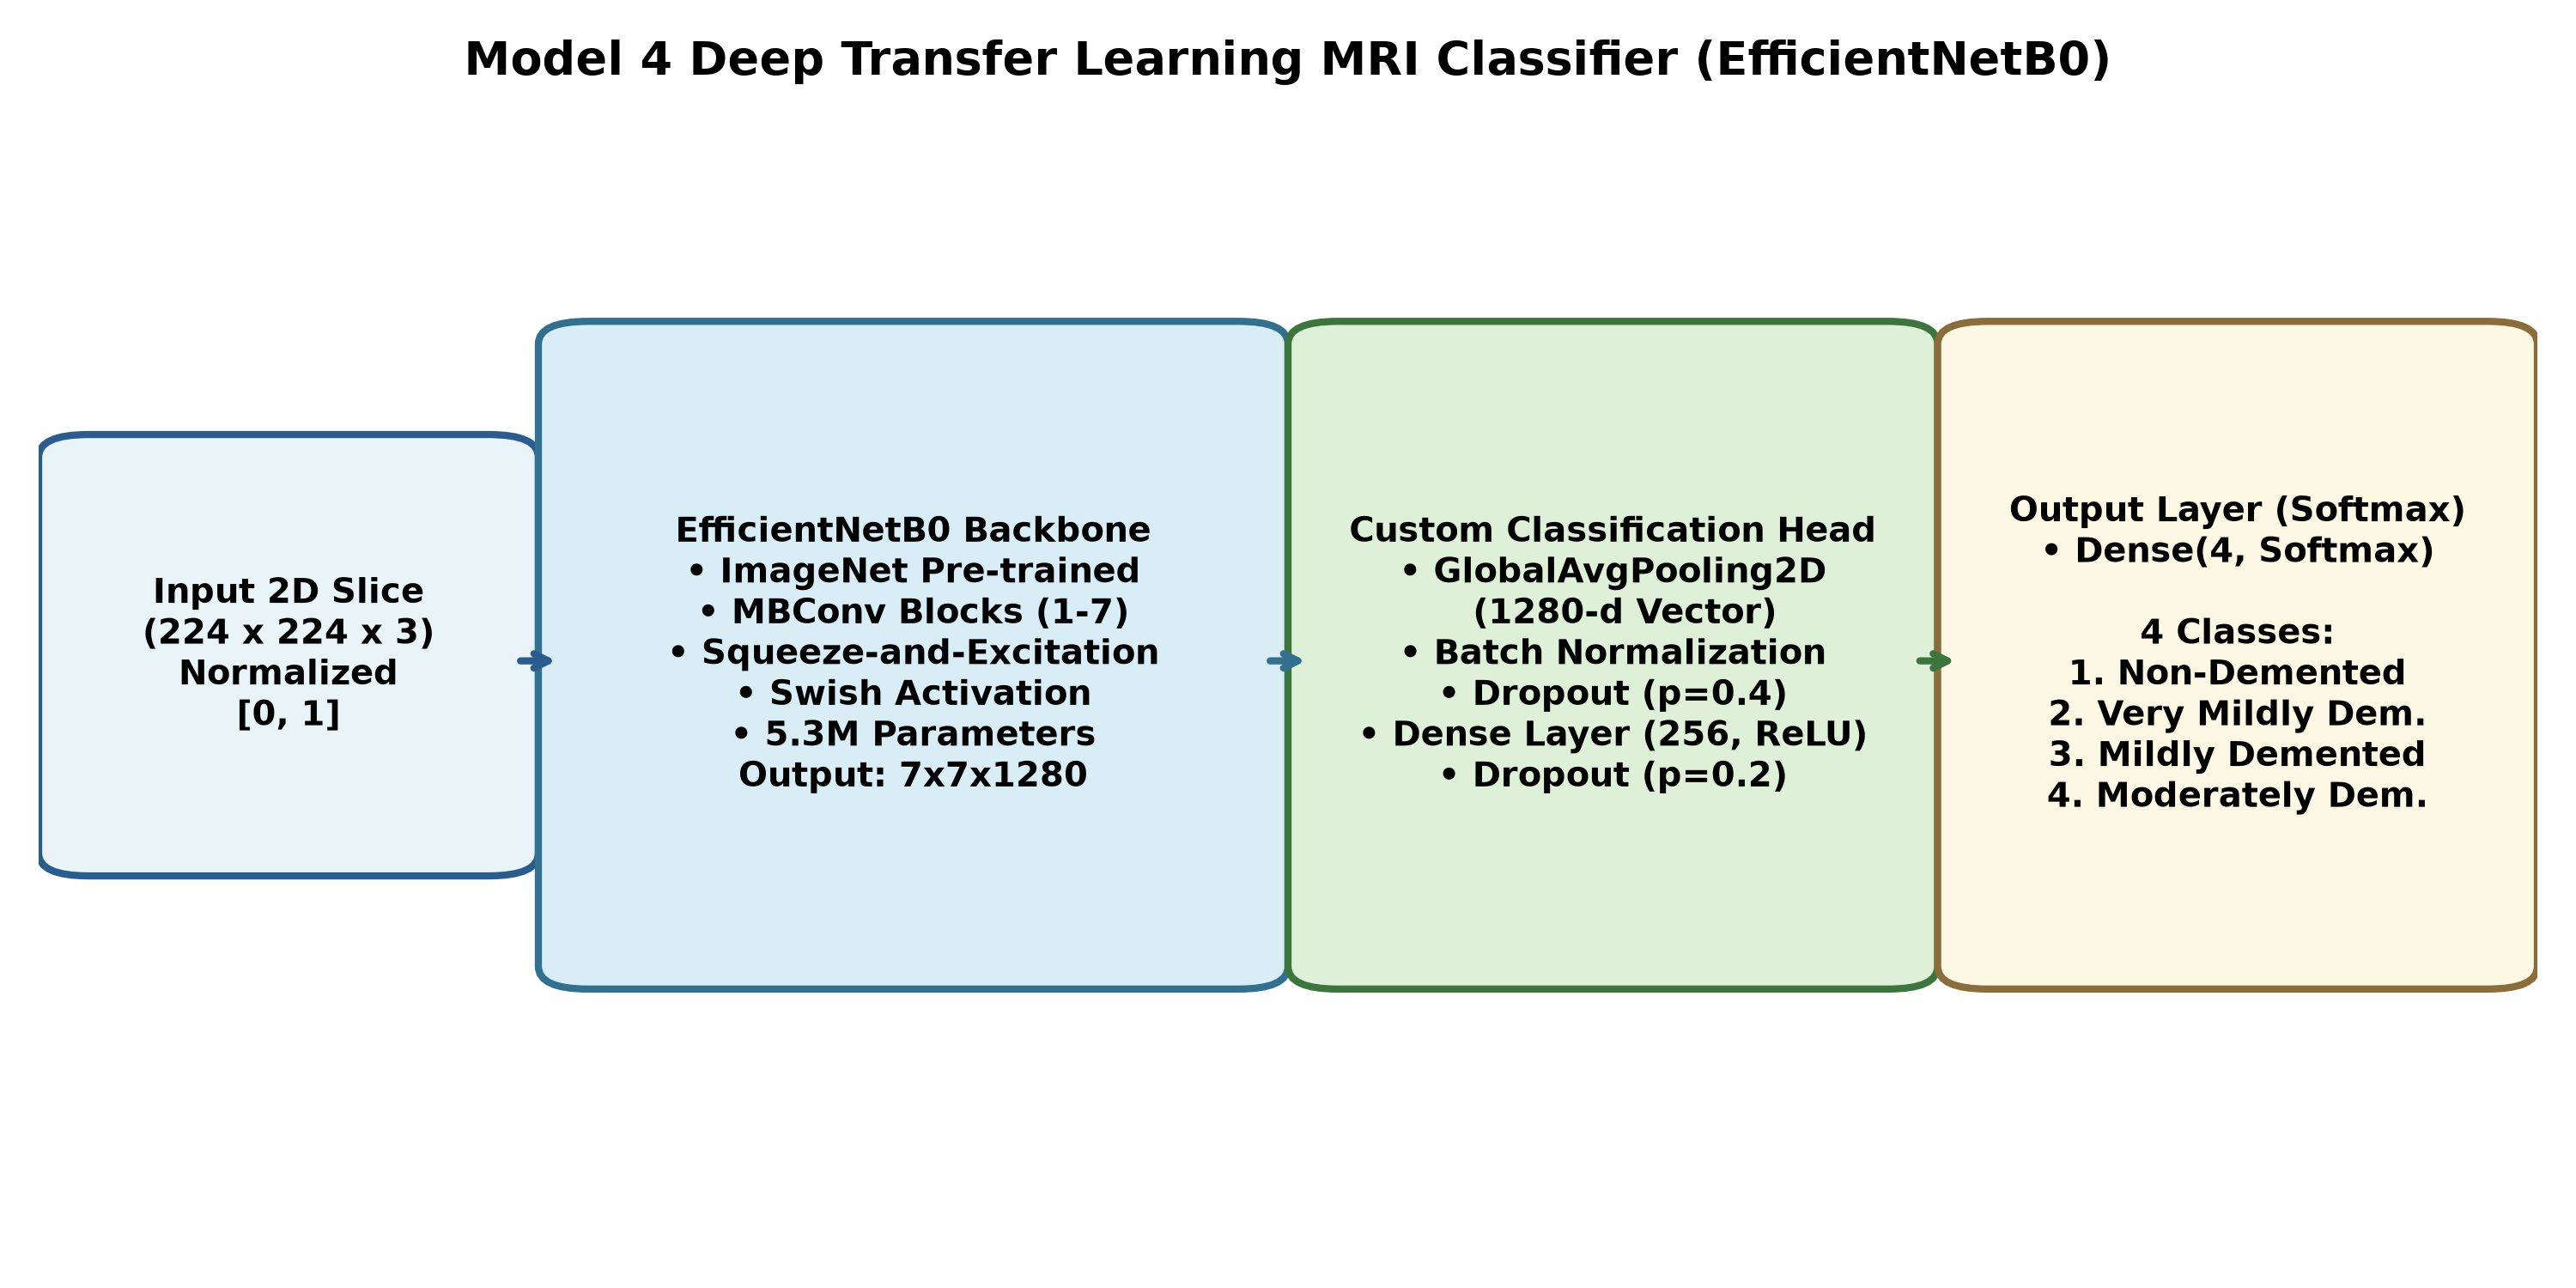 Model 4 Deep Transfer Learning MRI Classifier (EfficientNetB0)
Input 2D Slice
(224 x 224 x 3)
Normalized
[0, 1]
EfficientNetB0 Backbone
• ImageNet Pre-trained
• MBConv Blocks (1-7)
• Squeeze-and-Excitation
• Swish Activation
• 5.3M Parameters
Output: 7x7x1280
Custom Classification Head
• GlobalAvgPooling2D
(1280-d Vector)
• Batch Normalization
• Dropout (p=0.4)
• Dense Layer (256, ReLU)
• Dropout (p=0.2)
Output Layer (Softmax)
• Dense(4, Softmax)
4 Classes:
1. Non-Demented
2. Very Mildly Dem.
3. Mildly Demented
4. Moderately Dem.